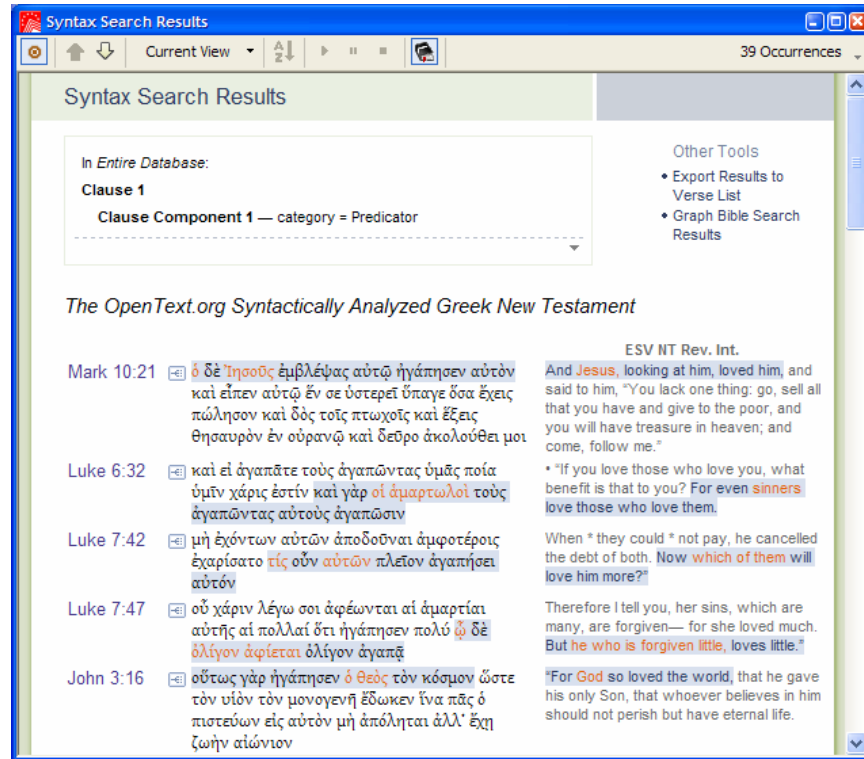 Syntax Search Results
Current View
39 Occurrences
Syntax Search Results
In Entire Database:
Clause 1
Clause Component 1 — category = Predicator
Other Tools
• Export Results to
Verse List
• Graph Bible Search
Results
The OpenText.org Syntactically Analyzed Greek New Testament
ESV NT Rev. Int.
Mark 10:21
ὁ δὲ Ἰησοῦς ἐμβλέψας αὐτῷ ἠγάπησεν αὐτὸν
καὶ εἶπεν αὐτῷ ἕν σε ὑστερεῖ ὕπαγε ὅσα ἔχεις
πώλησον καὶ δὸς τοῖς πτωχοῖς καὶ ἕξεις
θησαυρὸν ἐν οὐρανῷ καὶ δεῦρο ἀκολούθει μοι
And Jesus, looking at him, loved him, and
said to him, “You lack one thing: go, sell all
that you have and give to the poor, and
you will have treasure in heaven; and
come, follow me.”
Luke 6:32
καὶ εἰ ἀγαπᾶτε τοὺς ἀγαπῶντας ὑμᾶς ποία
ὑμῖν χάρις ἐστίν καὶ γὰρ οἱ ἁμαρτωλοὶ τοὺς
ἀγαπῶντας αὐτοὺς ἀγαπῶσιν
• “If you love those who love you, what
benefit is that to you? For even sinners
love those who love them.
Luke 7:42
μὴ ἐχόντων αὐτῶν ἀποδοῦναι ἀμφοτέροις
ἐχαρίσατο τίς οὖν αὐτῶν πλεῖον ἀγαπήσει
αὐτόν
When * they could * not pay, he cancelled
the debt of both. Now which of them will
love him more?”
Luke 7:47
οὗ χάριν λέγω σοι ἀφέωνται αἱ ἁμαρτίαι
αὐτῆς αἱ πολλαί ὅτι ἠγάπησεν πολύ ᾧ δὲ
ὀλίγον ἀφίεται ὀλίγον ἀγαπᾷ
Therefore I tell you, her sins, which are
many, are forgiven— for she loved much.
But he who is forgiven little, loves little.”
John 3:16
οὕτως γὰρ ἠγάπησεν ὁ θεὸς τὸν κόσμον ὥστε
τὸν υἱὸν τὸν μονογενῆ ἔδωκεν ἵνα πᾶς ὁ
πιστεύων εἰς αὐτὸν μὴ ἀπόληται ἀλλ᾽ ἔχῃ
ζωὴν αἰώνιον
“For God so loved the world, that he gave
his only Son, that whoever believes in him
should not perish but have eternal life.